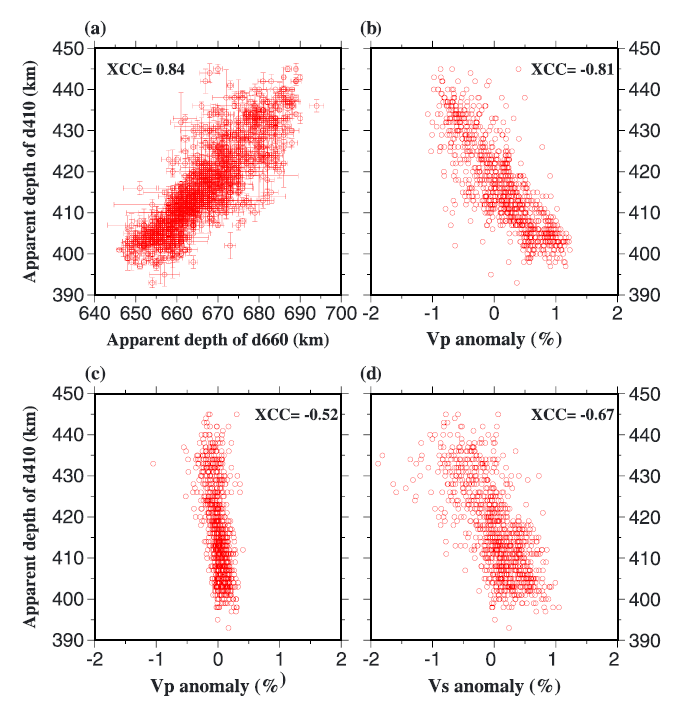 (a)
(b)
450
440
430
420
410
400
390
XCC= 0.84
XCC= -0.81
450
440
430
420
410
400
390
Apparent depth of d410 (km)
640 650 660 670 680 690 700
-2 -1 0 1 2
Apparent depth of d660 (km)
Vp anomaly (%)
(c)
(d)
450
440
430
420
410
400
390
XCC= -0.52
XCC= -0.67
450
440
430
420
410
400
390
Apparent depth of d410 (km)
-2 -1 0 1 2
-2 -1 0 1 2
Vp anomaly (%)
Vs anomaly (%)